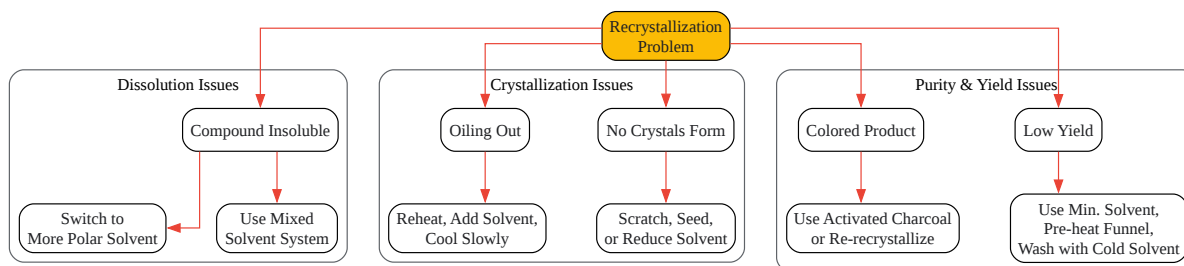 Recrystallization
Problem
Dissolution Issues
Crystallization Issues
Purity & Yield Issues
Compound Insoluble
Oiling Out
No Crystals Form
Colored Product
Low Yield
Switch to
More Polar Solvent
Use Mixed
Solvent System
Reheat, Add Solvent,
Cool Slowly
Scratch, Seed,
or Reduce Solvent
Use Activated Charcoal
or Re-recrystallize
Use Min. Solvent,
Pre-heat Funnel,
Wash with Cold Solvent